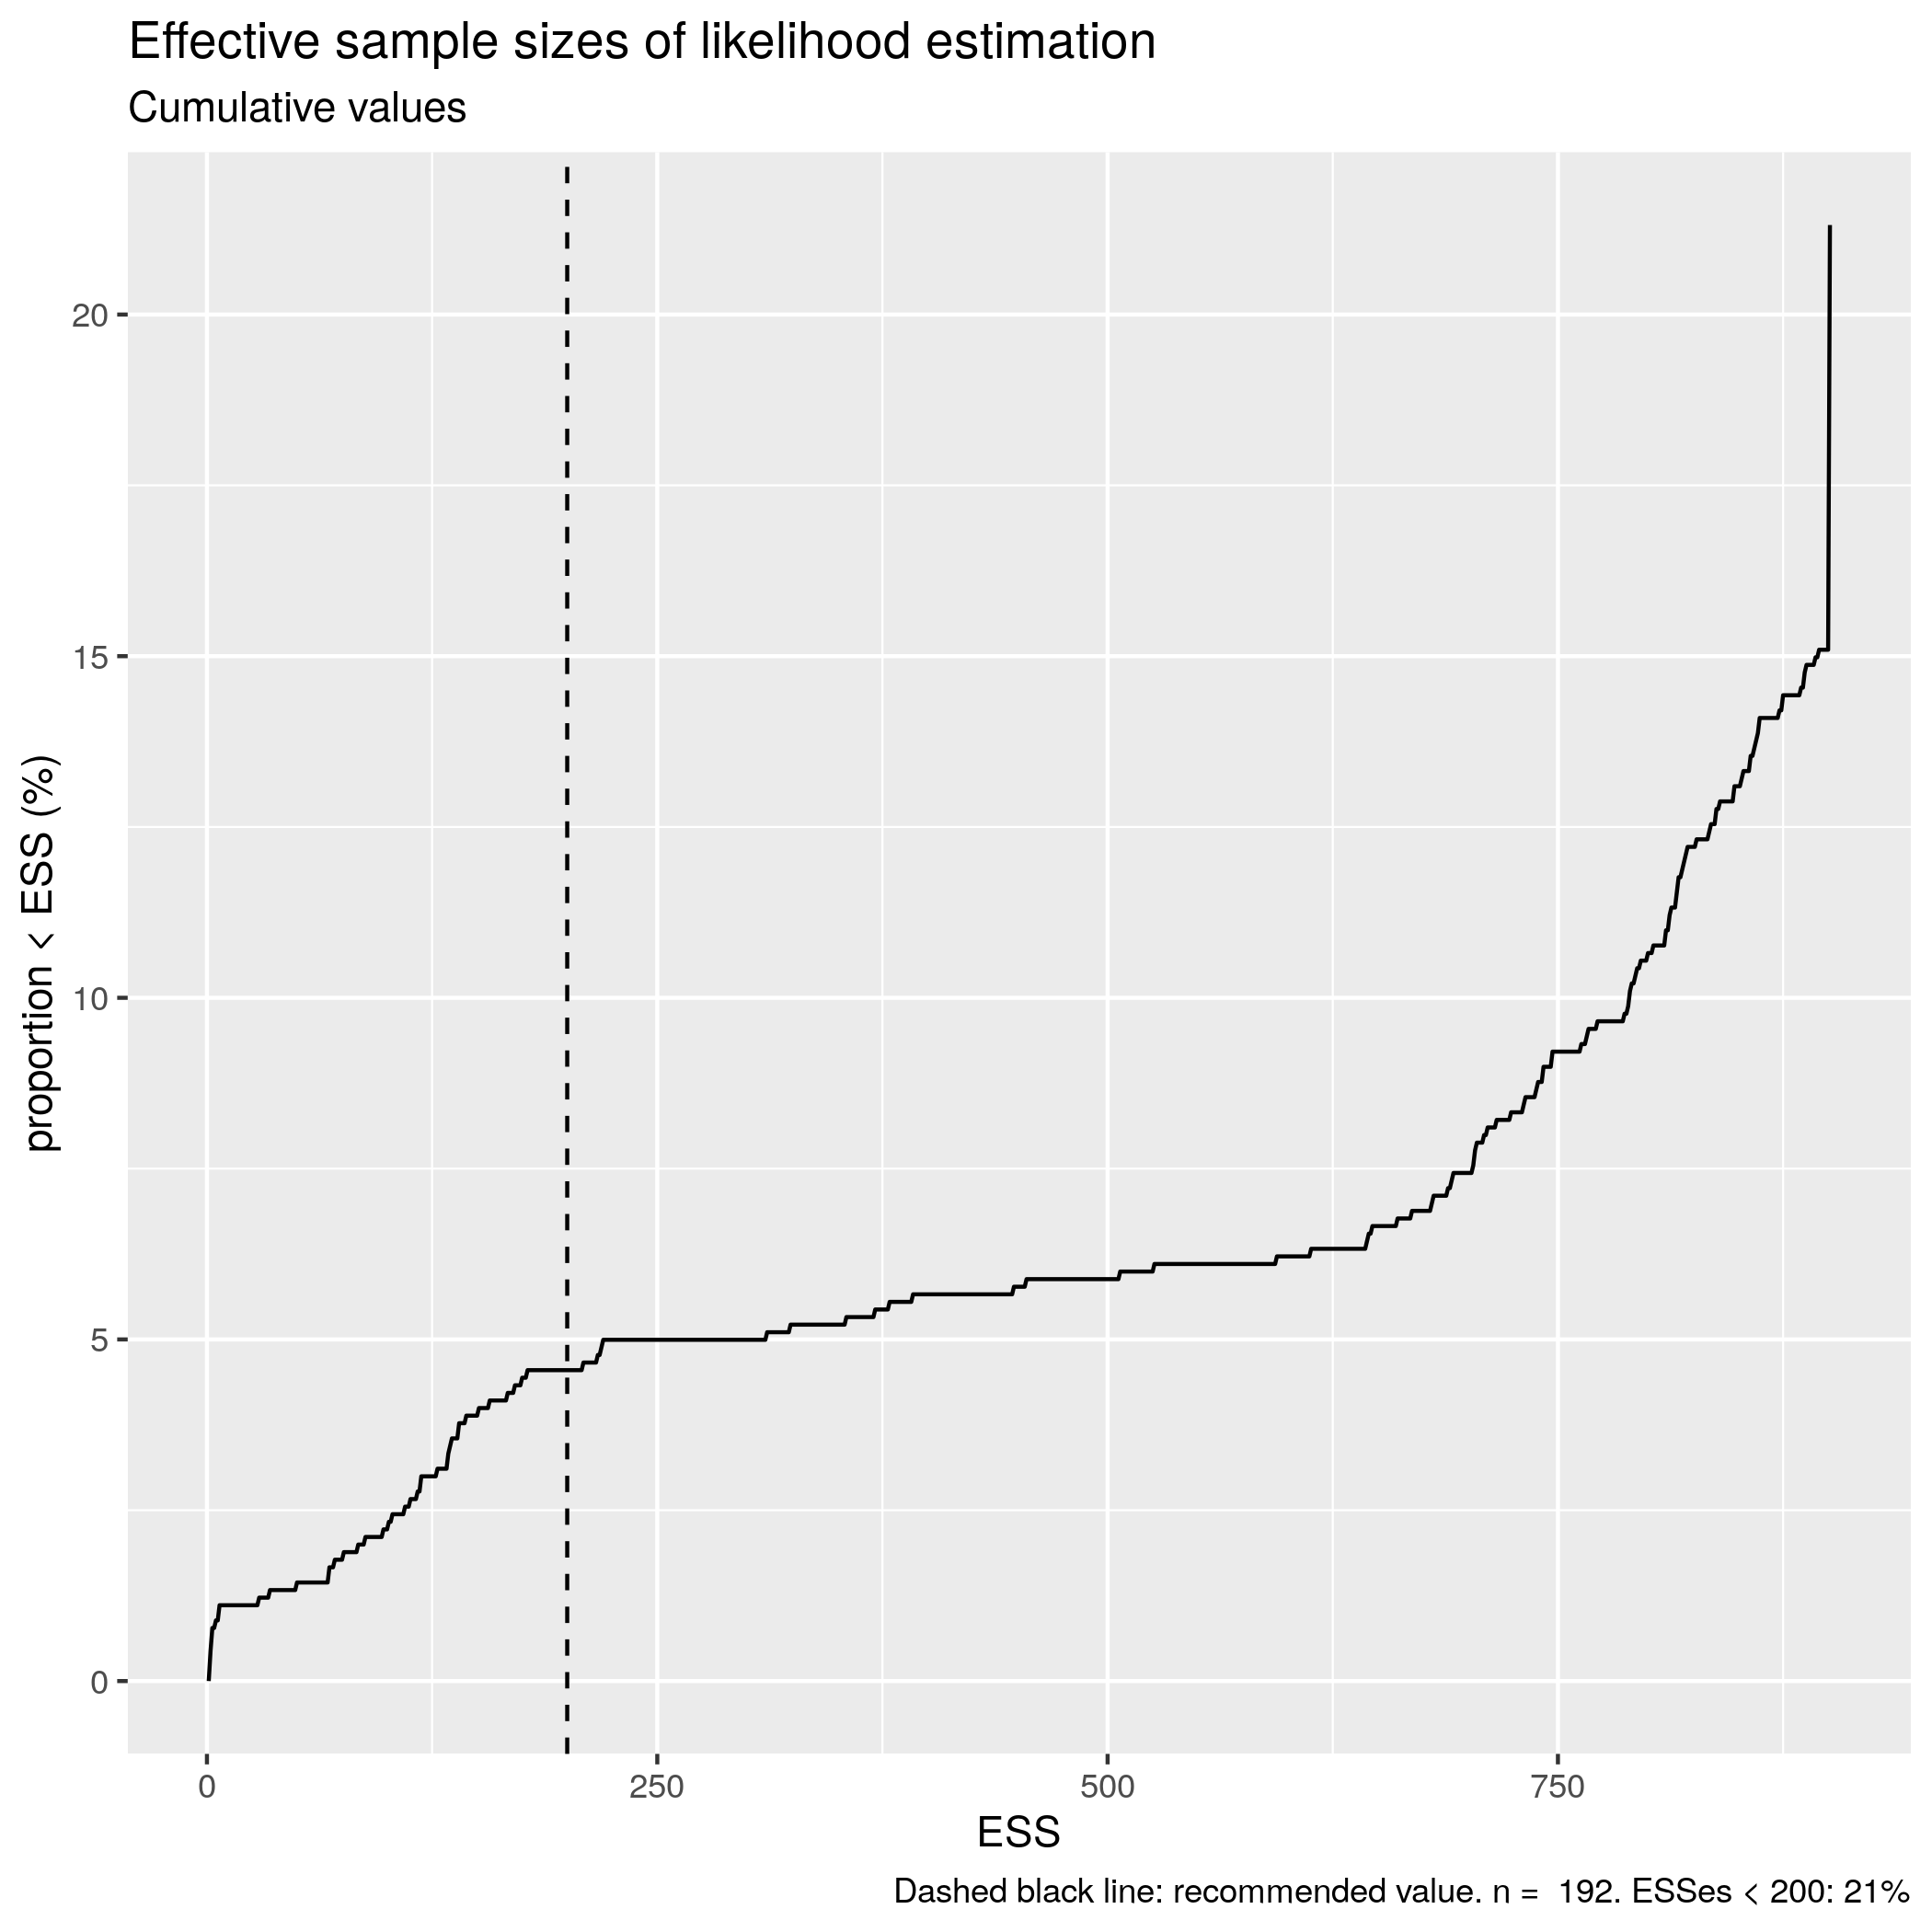 Effective sample sizes of likelihood estimation
Cumulative values
proportion < ESS (%)
20
15
10
5
0
0 250 500 750
ESS
Dashed black line: recommended value. n =  192. ESSes < 200: 21%